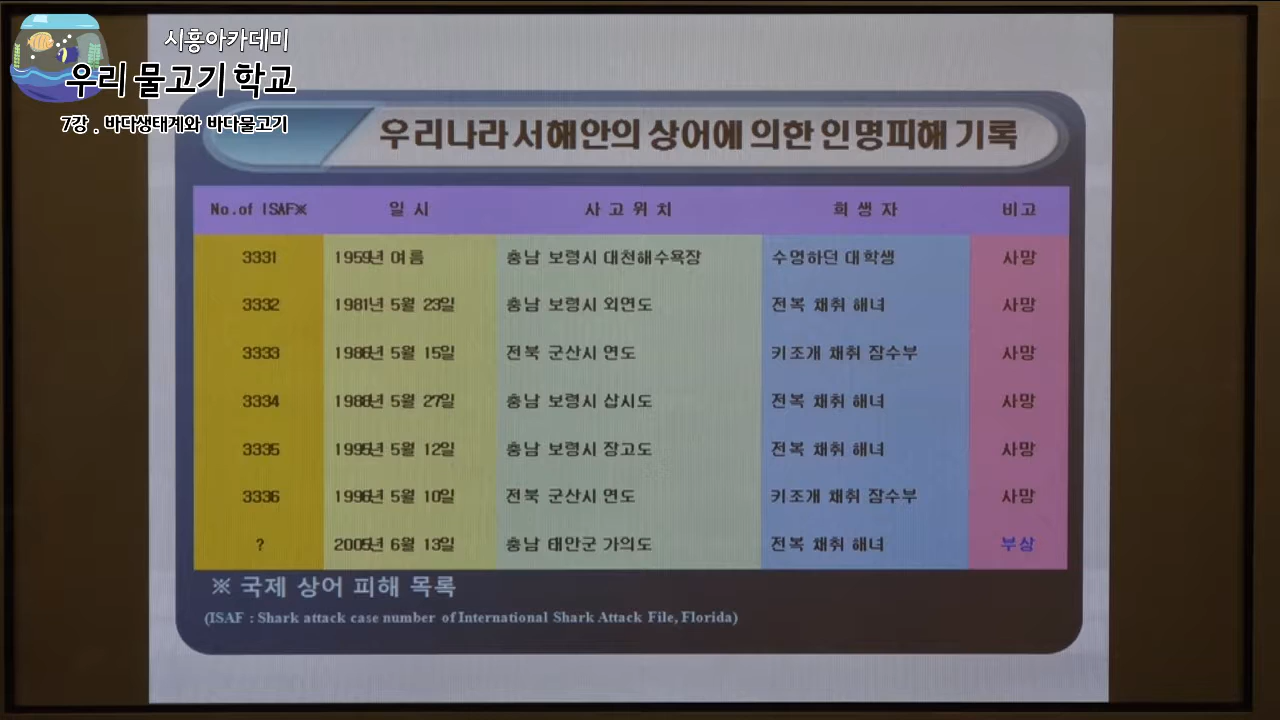 시흥아카데미
우리 물고기 학교
7강 . 바다생태계와 바다물고기
우리나라 서해안의 상어에 의한 인명피해 기록
No.of ISAF※ 일 시 사 고 위 치 희 생 자 비고
3331 1959년 여름 충남 보령시 대천해수욕장 수영하던 대학생 사망
3332 1981년 5월 23일 충남 보령시 외연도 전복 채취 해녀 사망
3333 1986년 5월 15일 전북 군산시 연도 키조개 채취 잠수부 사망
3334 1988년 5월 27일 충남 보령시 삽시도 전복 채취 해녀 사망
3335 1995년 5월 12일 충남 보령시 장고도 전복 채취 해녀 사망
3336 1996년 5월 10일 전북 군산시 연도 키조개 채취 잠수부 사망
? 2005년 6월 13일 충남 태안군 가의도 전복 채취 해녀 부상
※ 국제 상어 피해 목록
(ISAF : Shark attack case number of International Shark Attack File, Florida)